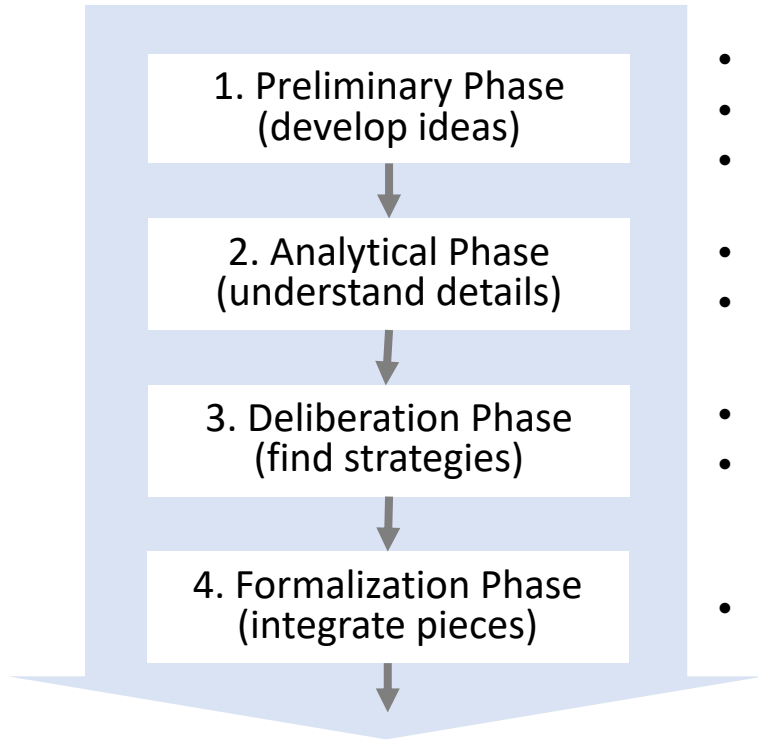 1. Preliminary Phase
(develop ideas)
2. Analytical Phase
(understand details)
3. Deliberation Phase
(find strategies)
4. Formalization Phase
(integrate pieces)